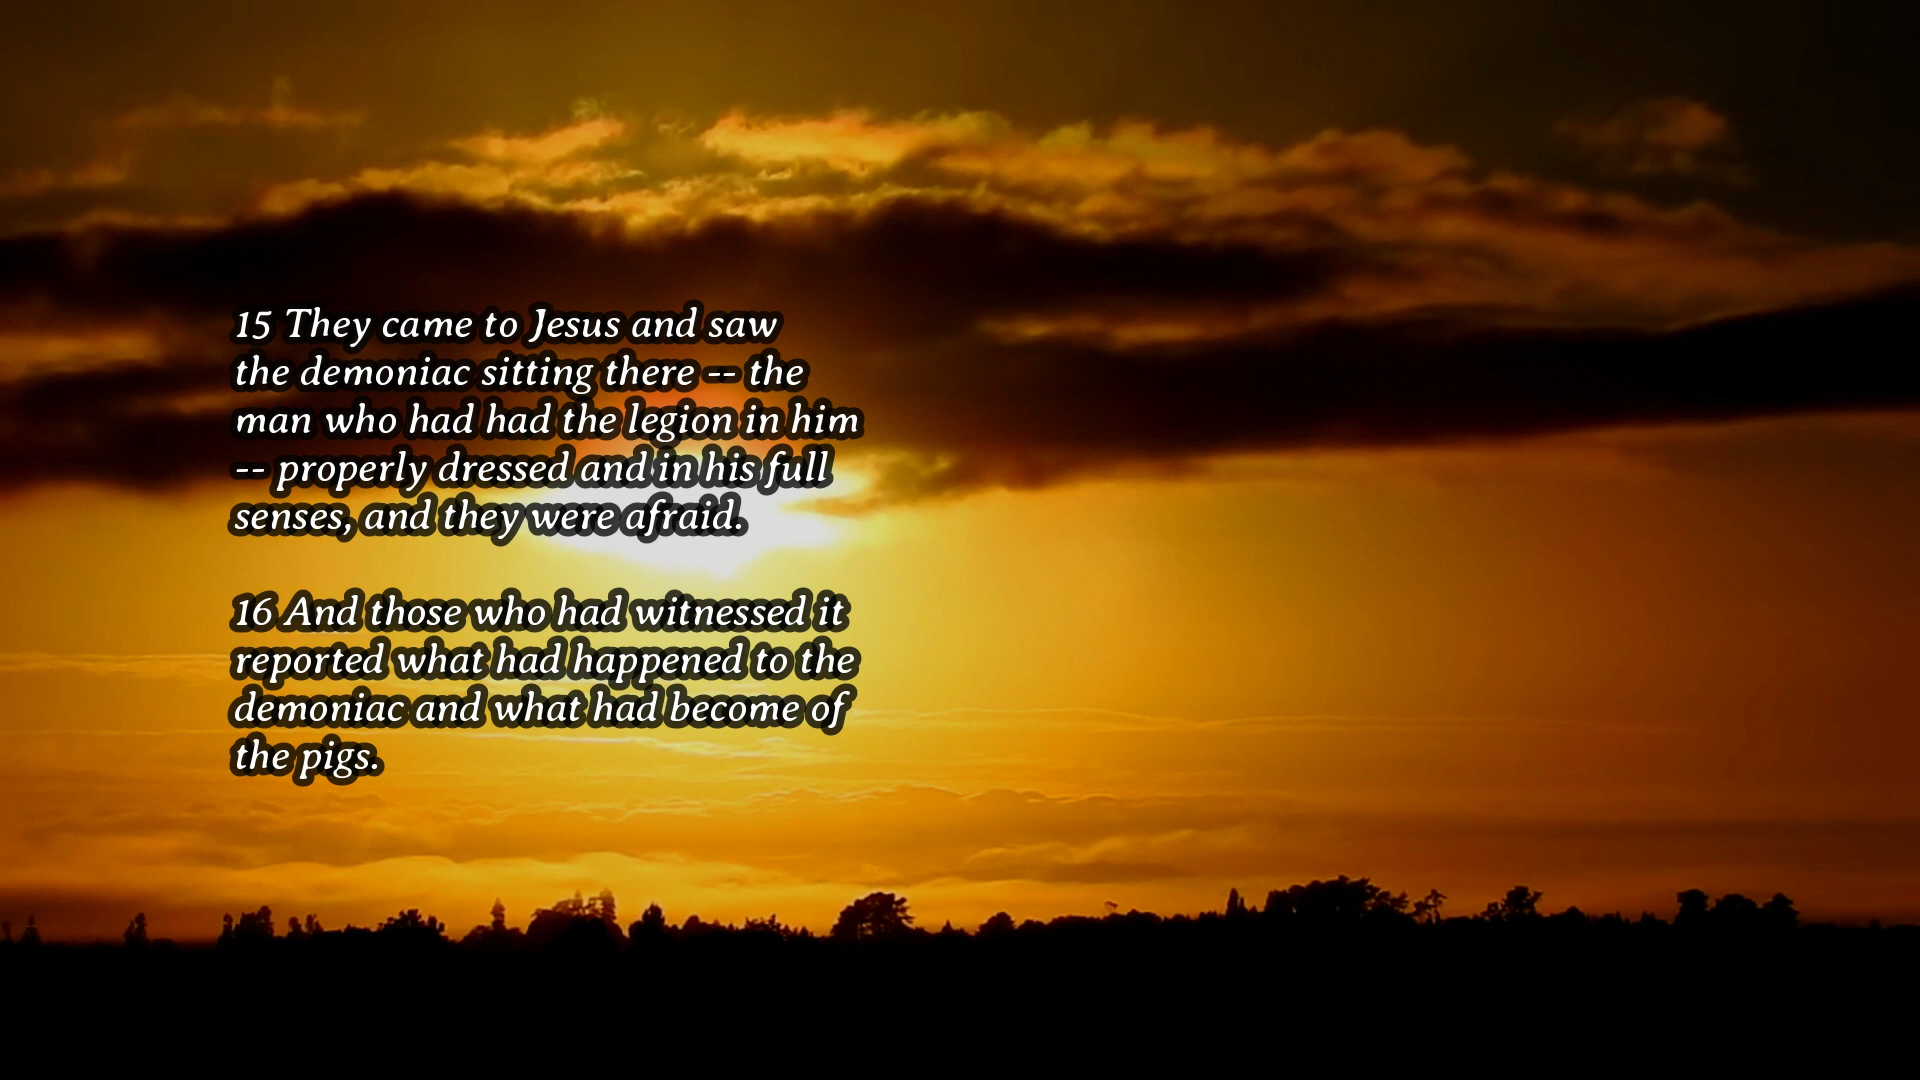 15 They came to Jesus and saw
the demoniac sitting there -- the
man who had had the legion in him
-- properly dressed and in his full
senses, and they were afraid.
16 And those who had witnessed it
reported what had happened to the
demoniac and what had become of
the pigs.